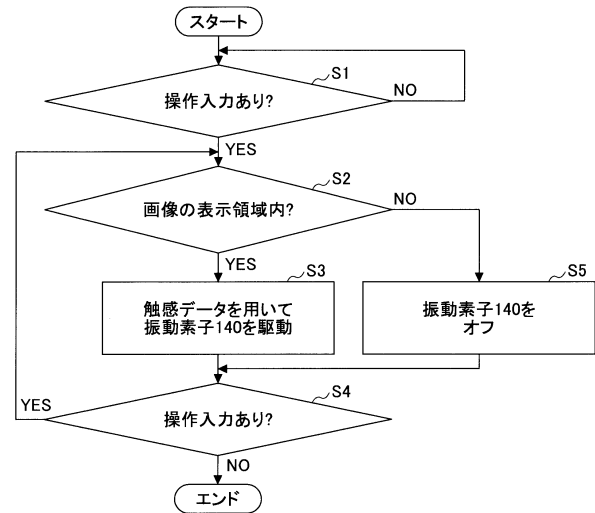 スタート
S1
操作入力あり?
NO
YES
S2
画像の表示領域内?
NO
YES
S3
触感データを用いて
振動素子140を駆動
S5
振動素子140を
オフ
S4
YES
操作入力あり?
NO
エンド